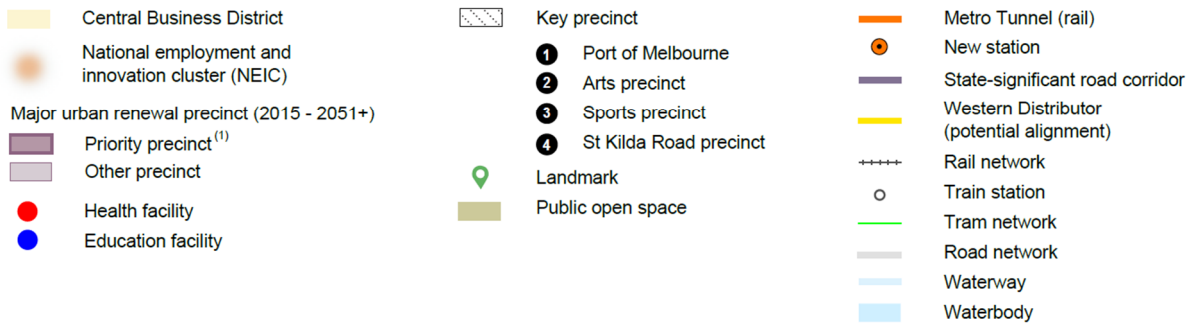 Central Business District
National employment and
innovation cluster (NEIC)
Major urban renewal precinct (2015 - 2051+)
Priority precinct (1)
Other precinct
Health facility
Education facility
Key precinct
1 Port of Melbourne
2 Arts precinct
3 Sports precinct
4 St Kilda Road precinct
Landmark
Public open space
Metro Tunnel (rail)
New station
State-significant road corridor
Western Distributor
(potential alignment)
Rail network
Train station
Tram network
Road network
Waterway
Waterbody